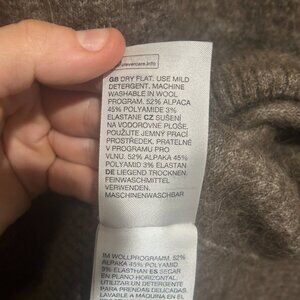 clevercare.info
GB DRY FLAT. USE MILD
DETERGENT. MACHINE
WASHABLE IN WOOL
PROGRAM. 52% ALPACA
45% POLYAMIDE 3%
ELASTANE CZ SUŠENÍ
NA VODOROVNÉ PLOŠE.
POUŽIJTE JEMNÝ PRACÍ
PROSTŘEDEK, PRATELNÉ
V PROGRAMU PRO
VLNU. 52% ALPAKA 45%
POLYAMID 3% ELASTAN
DE LIEGEND TROCKNEN.
FEINWASCHMITTEL
VERWENDEN.
MASCHINENWASCHBAR
IM WOLLPROGRAMM. 52%
ALPAKA 45% POLYAMID
3% ELASTHAN ES SECAR
EN PLANO HORIZONTAL.
UTILIZAR UN DETERGENTE
PARA PRENDAS DELICADAS.
LAVABLE A MÁQUINA EN EL